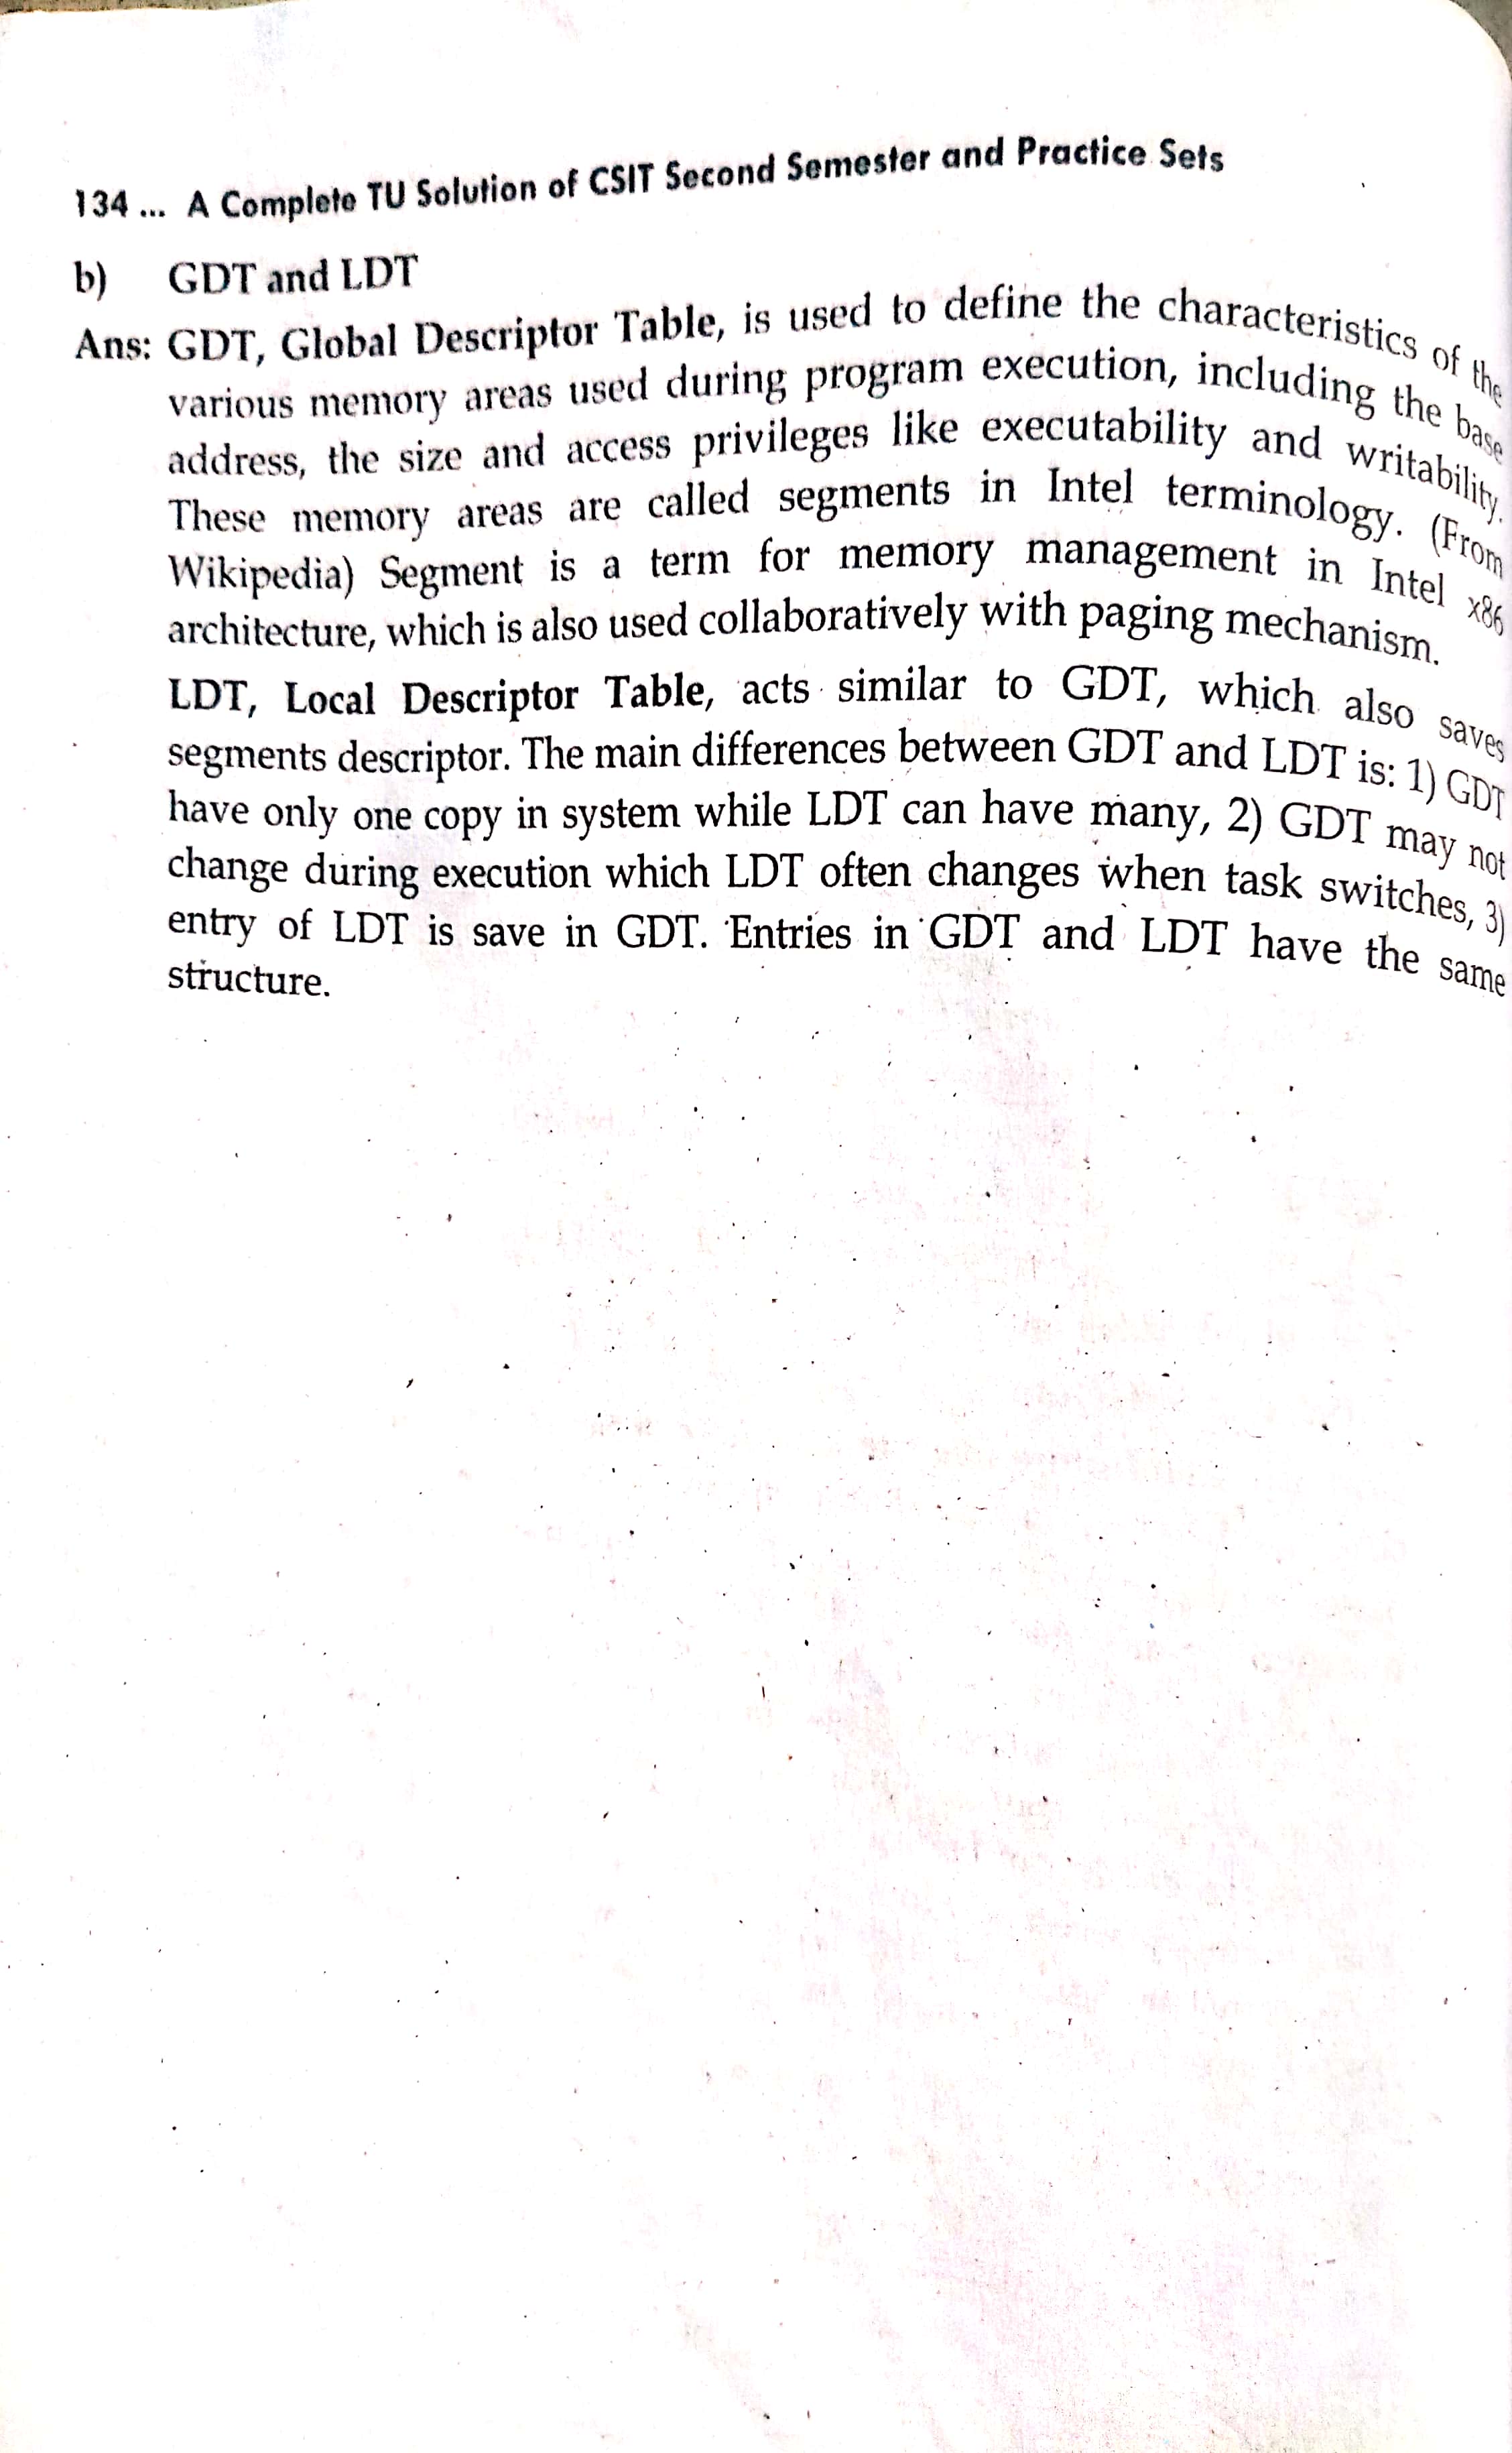 134 ... A Complete TU Solution of CSIT Second Semester and Practice Sets
b) GDT and LDT
Ans: GDT, Global Descriptor Table, is used to define the characteristics of the
various memory areas used during program execution, including the base
address, the size and access privileges like executability and writability.
These memory areas are called segments in Intel terminology. (From
Wikipedia) Segment is a term for memory management in Intel x86
architecture, which is also used collaboratively with paging mechanism.
LDT, Local Descriptor Table, acts similar to GDT, which also saves
segments descriptor. The main differences between GDT and LDT is: 1) GDT
have only one copy in system while LDT can have many, 2) GDT may not
change during execution which LDT often changes when task switches, 3)
entry of LDT is save in GDT. Entries in GDT and LDT have the same
structure.